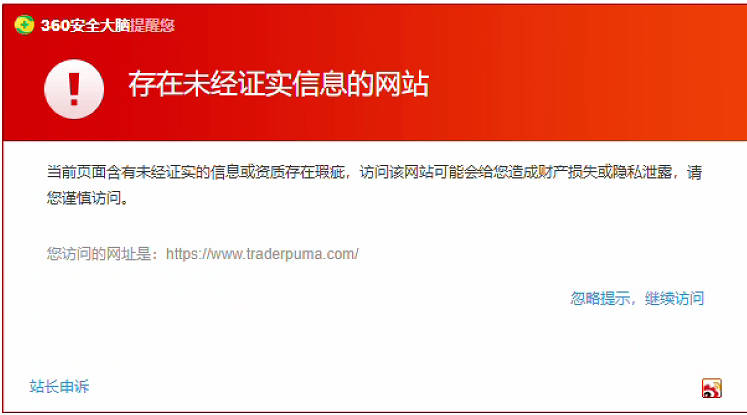 360安全大脑提醒您
存在未经证实信息的网站
当前页面含有未经证实的信息或资质存在瑕疵，访问该网站可能会给您造成财产损失或隐私泄露，请
您谨慎访问。
您访问的网址是：https://www.traderpuma.com/
忽略提示，继续访问
站长申诉